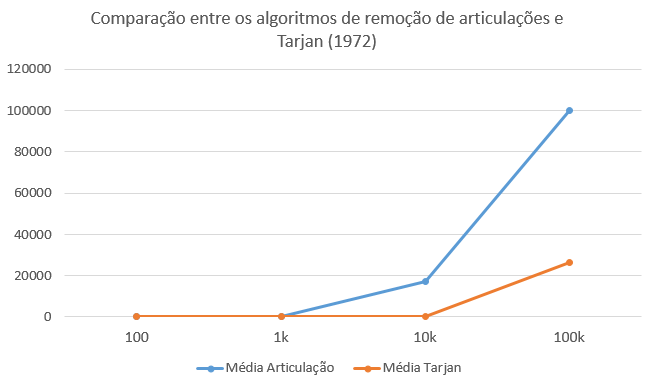 Comparação entre os algoritmos de remoção de articulações e
Tarjan (1972)
120000
100000
80000
60000
40000
20000
0
100 1k 10k 100k
Média Articulação Média Tarjan